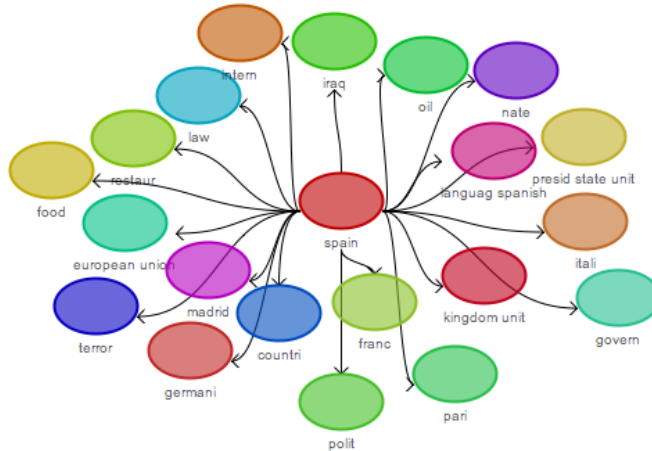 intern
iraq
oil
nate
law
restaur
languag spanish
presid state unit
food
spain
european union
itali
madrid
kingdom unit
terror
countri
franc
govern
germani
pari
polit